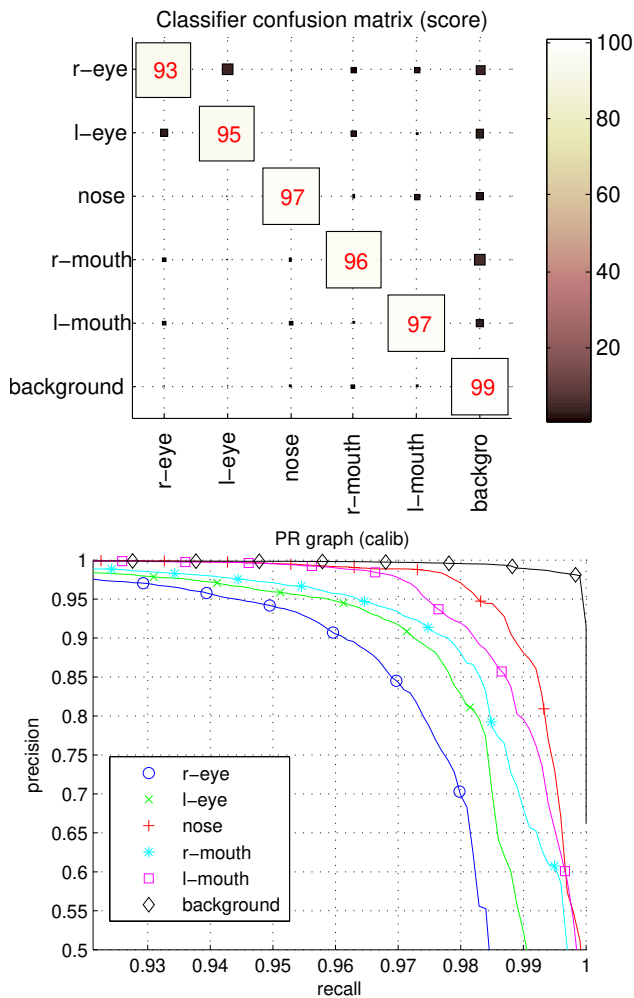 Classifier confusion matrix (score)
r-eye 93
l-eye 95
nose 97
r-mouth 96
l-mouth 97
background 99
r-eye
l-eye
nose
r-mouth
l-mouth
backgro
100
80
60
40
20
PR graph (calib)
1
0.95
0.9
0.85
0.8
0.75
0.7
0.65
0.6
0.55
0.5
precision
r-eye
l-eye
nose
r-mouth
l-mouth
background
0.93 0.94 0.95 0.96 0.97 0.98 0.99 1
recall